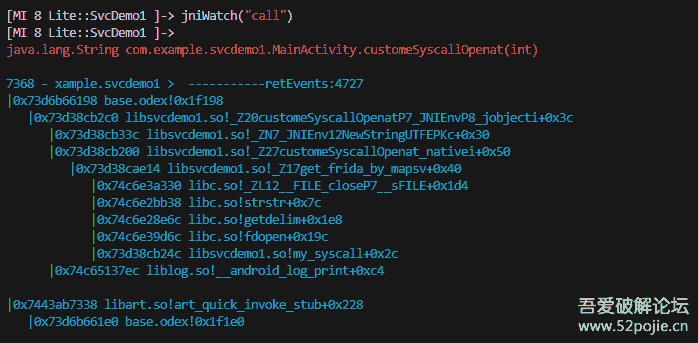 [MI 8 Lite::SvcDemo1 ]-> jniWatch("call")
[MI 8 Lite::SvcDemo1 ]->
java.lang.String com.example.svcdemo1.MainActivity.customeSyscallOpenat(int)
7368 - xample.svcdemo1 >  -----------retEvents:4727
|0x73d6b66198 base.odex!0x1f198
|0x73d38cb2c0 libsvcdemo1.so!_Z20customeSyscallOpenatP7_JNIEnvP8_jobjecti+0x3c
|0x73d38cb33c libsvcdemo1.so!_ZN7_JNIEnv12NewStringUTFEPKc+0x30
|0x73d38cb200 libsvcdemo1.so!_Z27customeSyscallOpenat_nativei+0x50
|0x73d38cae14 libsvcdemo1.so!_Z17get_frida_by_mapsv+0x40
|0x74c6e3a330 libc.so!_ZL12__FILE_closeP7__sFILE+0x1d4
|0x74c6e2bb38 libc.so!strstr+0x7c
|0x74c6e28e6c libc.so!getdelim+0x1e8
|0x74c6e39d6c libc.so!fdopen+0x19c
|0x73d38cb24c libsvcdemo1.so!my_syscall+0x2c
|0x74c65137ec liblog.so!__android_log_print+0xc4
|0x7443ab7338 libart.so!art_quick_invoke_stub+0x228
|0x73d6b661e0 base.odex!0x1f1e0
吾爱破解论坛
www.52pojie.cn